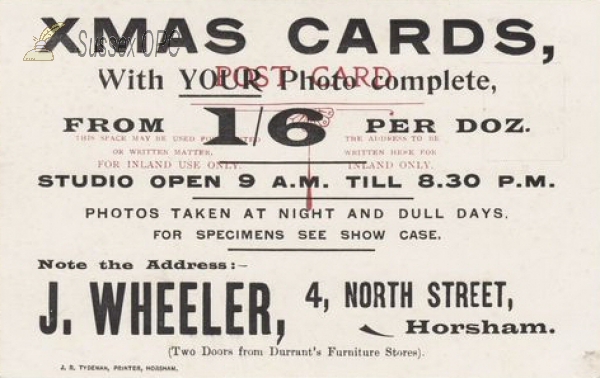 XMAS CARDS,
Sussex OPC
With YOUR Photo complete,
POST CARD
FROM 1/6 PER DOZ.
THIS SPACE MAY BE USED FOR PRINTED
OR WRITTEN MATTER,
FOR INLAND USE ONLY.
THE ADDRESS TO BE
WRITTEN HERE FOR
INLAND ONLY.
STUDIO OPEN 9 A.M. TILL 8.30 P.M.
PHOTOS TAKEN AT NIGHT AND DULL DAYS.
FOR SPECIMENS SEE SHOW CASE.
Note the Address:-
J. WHEELER, 4, NORTH STREET,
Horsham.
(Two Doors from Durrant's Furniture Stores).
J. R. TYDEMAN, PRINTER, HORSHAM.